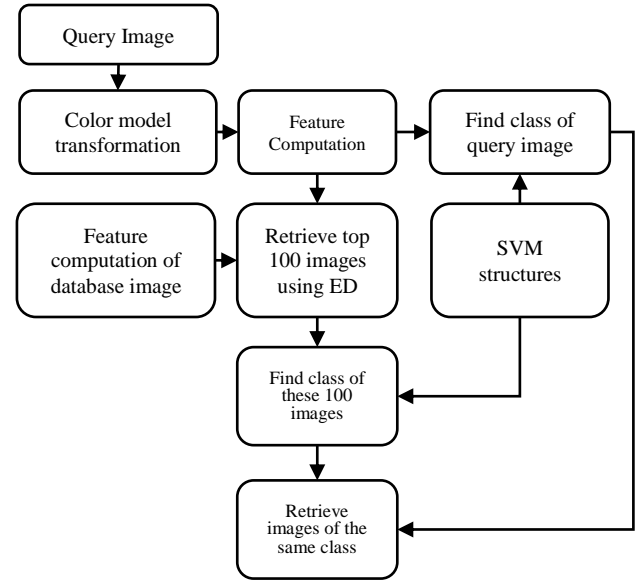 Query Image
Color model
transformation
Feature
Computation
Find class of
query image
Feature
computation of
database image
Retrieve top
100 images
using ED
SVM
structures
Find class of
these 100
images
Retrieve
images of the
same class